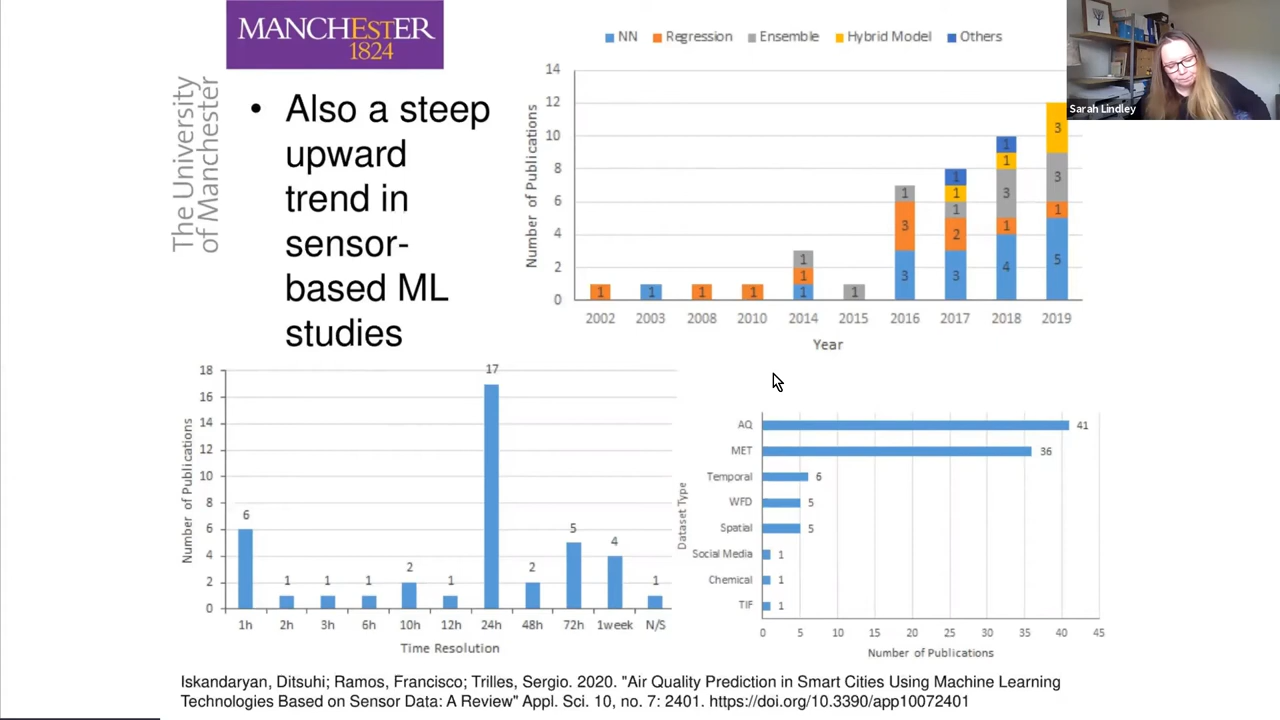 MANCHESTER
1824
The University
of Manchester
• Also a steep
upward
trend in
sensor-
based ML
studies
NN Regression Ensemble Hybrid Model Others
Number of Publications
14
12
10
8
6
4
2
0
1
1
1
1
1
1
1
1
3
3
1
3
2
1
1
1
4
1
3
1
1
5
1
3
3
2002 2003 2008 2010 2014 2015 2016 2017 2018 2019
Year
Sarah Lindley
Number of Publications
18
16
14
12
10
8
6
4
2
0
6 1 1 1 2 1 17 2 5 4 1
1h 2h 3h 6h 10h 12h 24h 48h 72h 1week N/S
Time Resolution
Dataset Type
AQ 41
MET 36
Temporal 6
WFD 5
Spatial 5
Social Media 1
Chemical 1
TIF 1
0 5 10 15 20 25 30 35 40 45
Number of Publications
Iskandaryan, Ditsuhi; Ramos, Francisco; Trilles, Sergio. 2020. "Air Quality Prediction in Smart Cities Using Machine Learning
Technologies Based on Sensor Data: A Review" Appl. Sci. 10, no. 7: 2401. https://doi.org/10.3390/app10072401